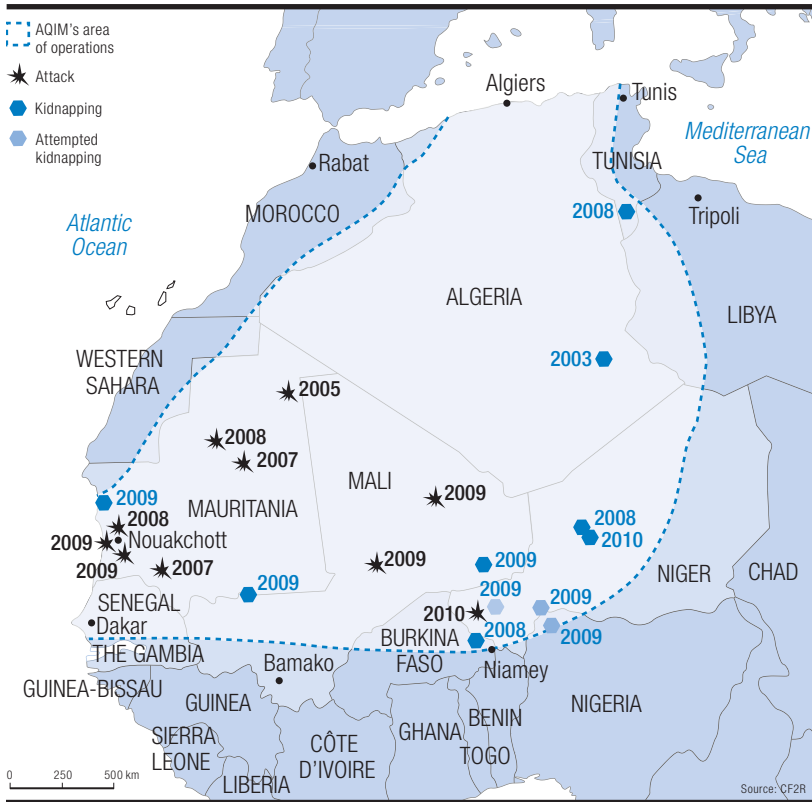 AQIM's area
of operations
Attack
Kidnapping
Attempted
kidnapping
Algiers
Tunis
Mediterranean
Sea
Rabat
TUNISIA
MOROCCO
2008
Tripoli
Atlantic
Ocean
ALGERIA
LIBYA
WESTERN
SAHARA
2003
2005
2008
2007
MALI
2009
2009
MAURITANIA
2008
2009
Nouakchott
2009
2007
2009
2009
2009
2008
2010
NIGER
CHAD
2009
2009
2009
2010
2008
SENEGAL
Dakar
THE GAMBIA
BURKINA
FASO
Niamey
Bamako
GUINEA-BISSAU
GUINEA
NIGERIA
SIERRA
LEONE
CÔTE
D'IVOIRE
GHANA
BENIN
TOGO
LIBERIA
0 250 500 km
Source: CF2R